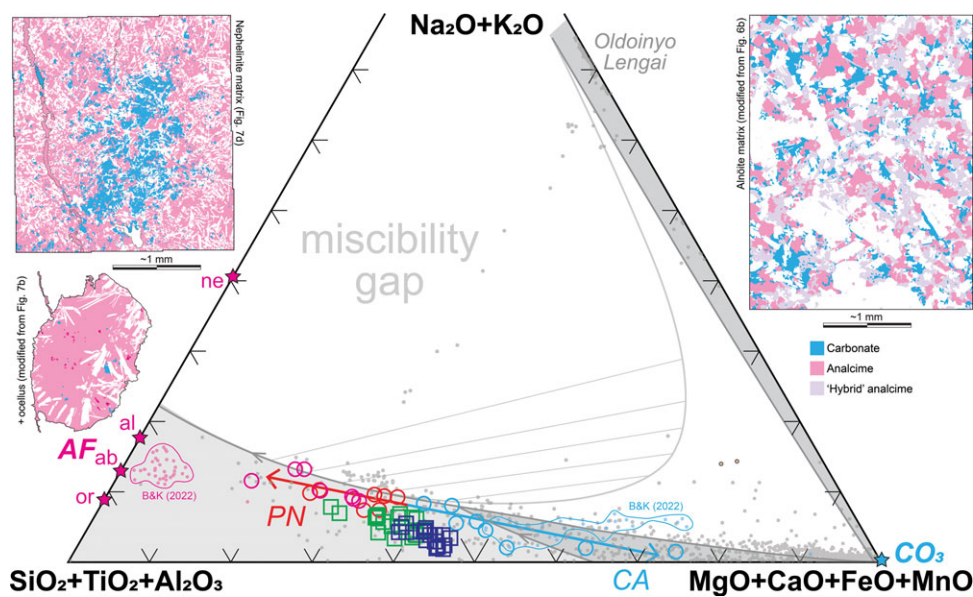 Na₂O+K₂O
Oldoinyo
Lengai
Nephelinite matrix (Fig. 7d)
~1 mm
+ ocellus (modified from Fig. 7b)
Alnöite matrix (modified from Fig. 6b)
~1 mm
Carbonate
Analcime
'Hybrid' analcime
miscibility
gap
ne
al
AF
ab
or
B&K (2022)
PN
B&K (2022)
CA
CO₃
SiO₂+TiO₂+Al₂O₃
MgO+CaO+FeO+MnO